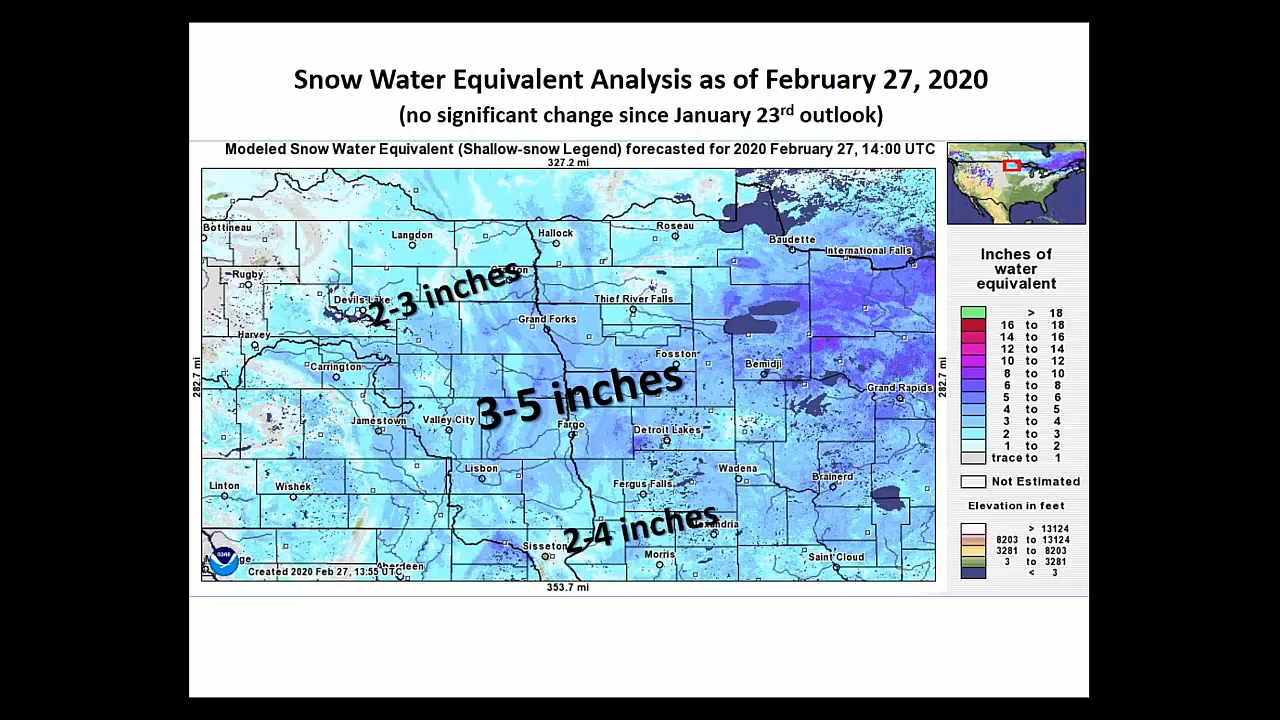 Snow Water Equivalent Analysis as of February 27, 2020
(no significant change since January 23rd outlook)
Modeled Snow Water Equivalent (Shallow-snow Legend) forecasted for 2020 February 27, 14:00 UTC
327.2 mi
Bottineau
Langdon
Hallock
Roseau
Baudette
International Falls
Rugby
2-3 inches
Devils Lake
Thief River Falls
Grand Forks
Harvey
282.7 mi
Carrington
Fosston
Bemidji
282.7 mi
Grand Rapids
3-5 inches
Jamestown
Valley City
Fargo
Detroit Lakes
Lisbon
Wadena
Brainerd
Linton
Wishek
Fergus Falls
2-4 inches
Sisseton
Morris
Saint Cloud
NOAA
Created 2020 Feb 27, 13:55 UTC
Aberdeen
353.7 mi
Inches of
water
equivalent
> 18
16 to 18
14 to 16
12 to 14
10 to 12
8 to 10
6 to 8
5 to 6
4 to 5
3 to 4
2 to 3
1 to 2
trace to 1
Not Estimated
Elevation in feet
> 13124
8203 to 13124
3281 to 8203
3 to 3281
< 3